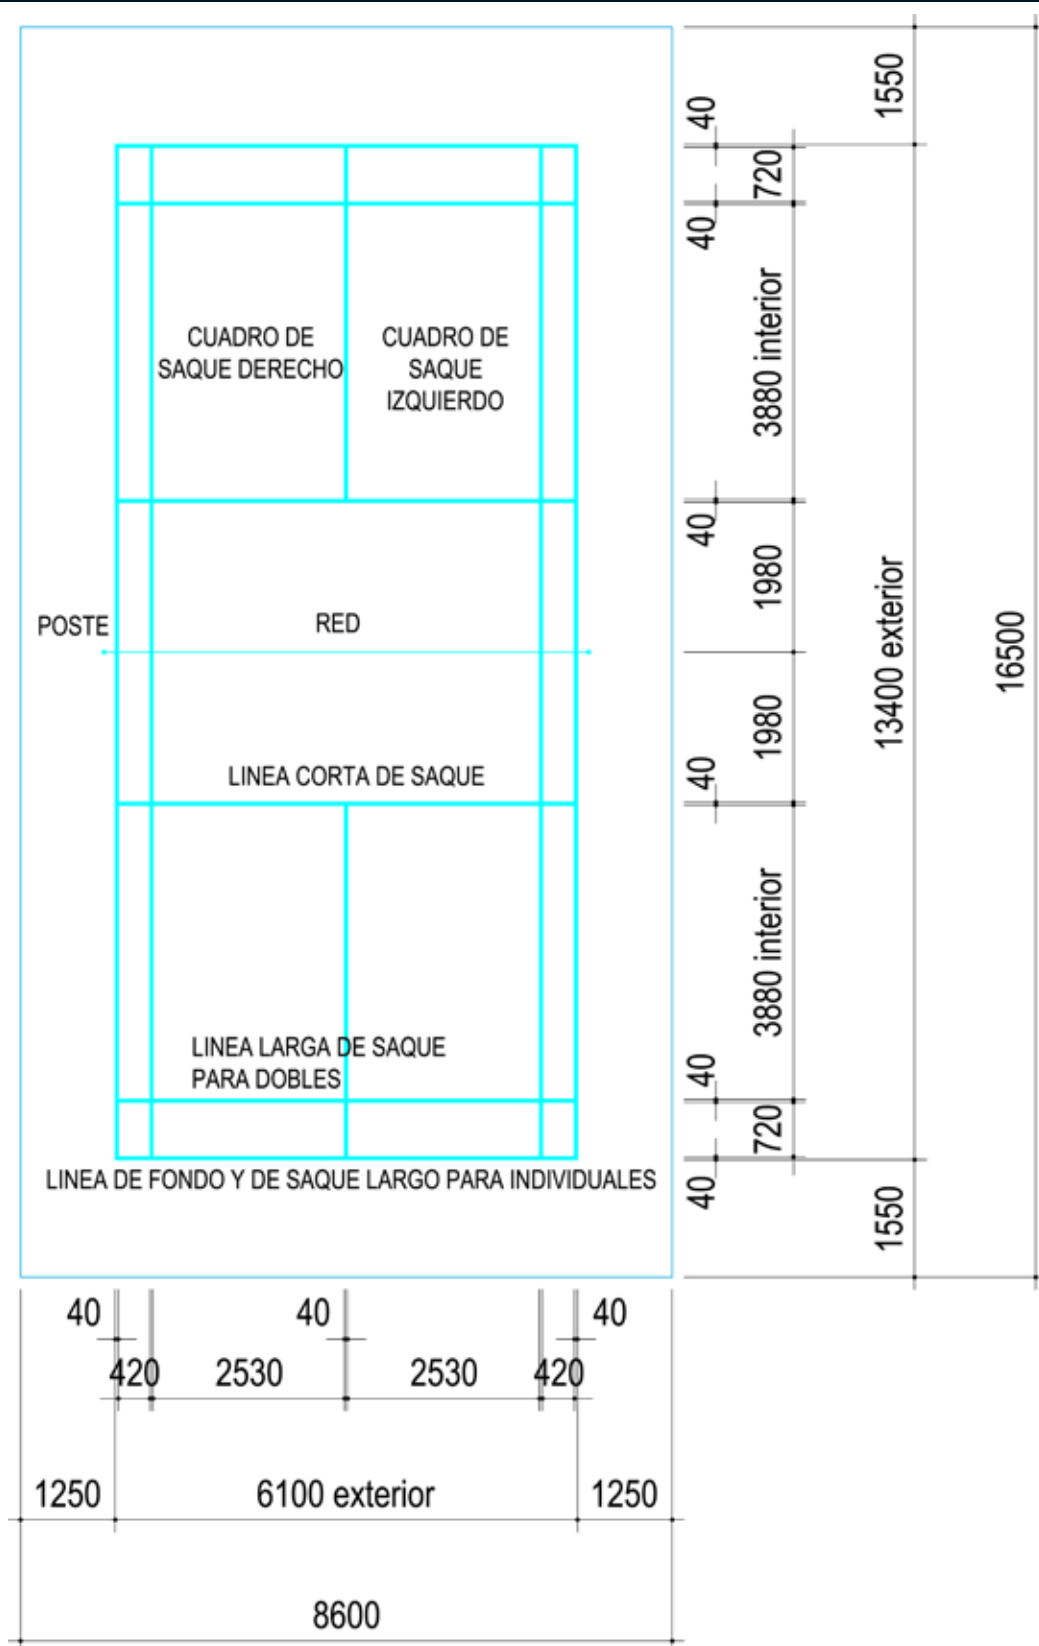 1550
40
720
40
3880 interior
CUADRO DE
SAQUE DERECHO
CUADRO DE
SAQUE
IZQUIERDO
40
1980
13400 exterior
16500
POSTE
RED
1980
40
LINEA CORTA DE SAQUE
3880 interior
LINEA LARGA DE SAQUE
PARA DOBLES
40
720
40
LINEA DE FONDO Y DE SAQUE LARGO PARA INDIVIDUALES
1550
40 40 40
420 2530 2530 420
1250 6100 exterior 1250
8600